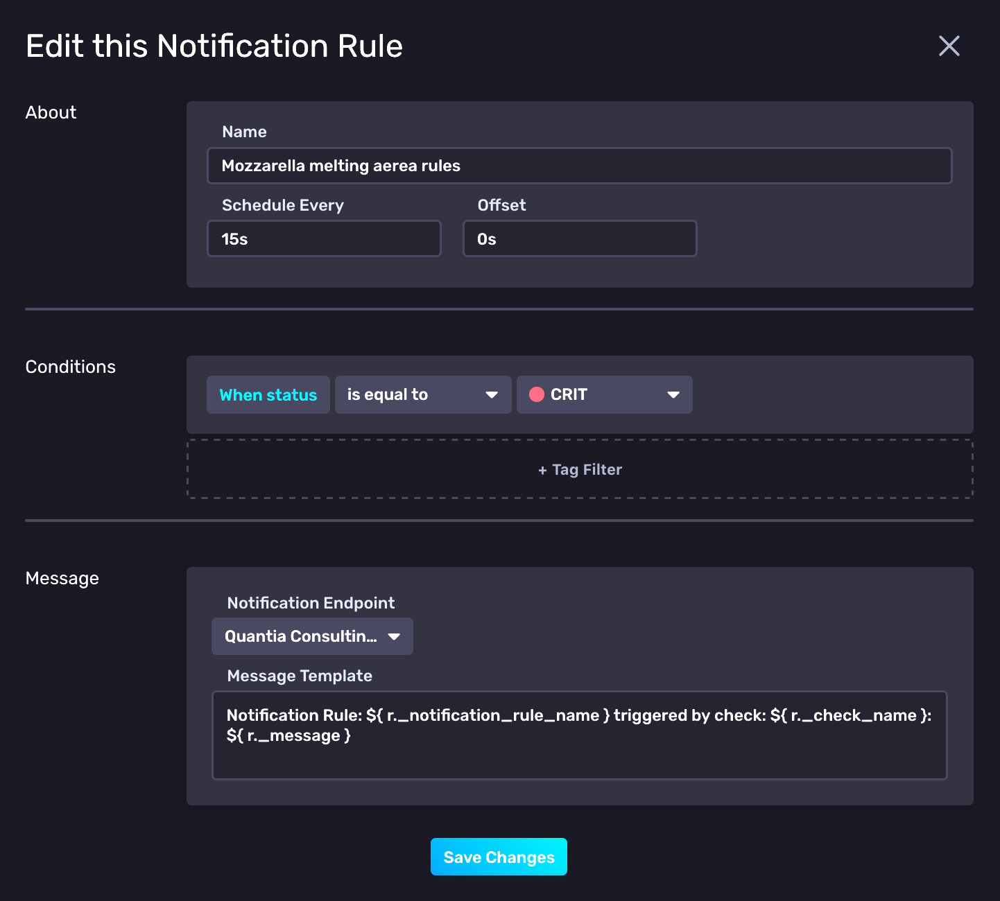 Edit this Notification Rule
About
Name
Mozzarella melting aerea rules
Schedule Every
Offset
15s
0s
Conditions
When status
is equal to
CRIT
+ Tag Filter
Message
Notification Endpoint
Quantia Consultin...
Message Template
Notification Rule: ${ r._notification_rule_name } triggered by check: ${ r._check_name }:
${ r._message }
Save Changes